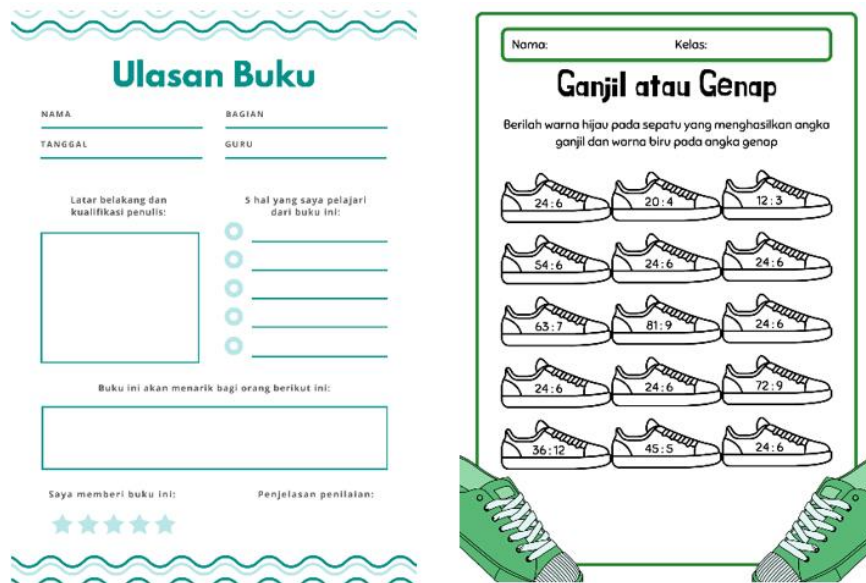 Ulasan Buku
NAMA
BAGIAN
TANGGAL
GURU
Latar belakang dan
kualifikasi penulis:
5 hal yang saya pelajari
dari buku ini:
Buku ini akan menarik bagi orang berikut ini:
Saya memberi buku ini:
Penjelasan penilaian:
Nama:
Kelas:
Ganjil atau Genap
Berilah warna hijau pada sepatu yang menghasilkan angka
ganjil dan warna biru pada angka genap
24:6 20:4 12:3
54:6 24:6 24:6
63:7 81:9 24:6
24:6 24:6 72:9
36:12 45:5 24:6